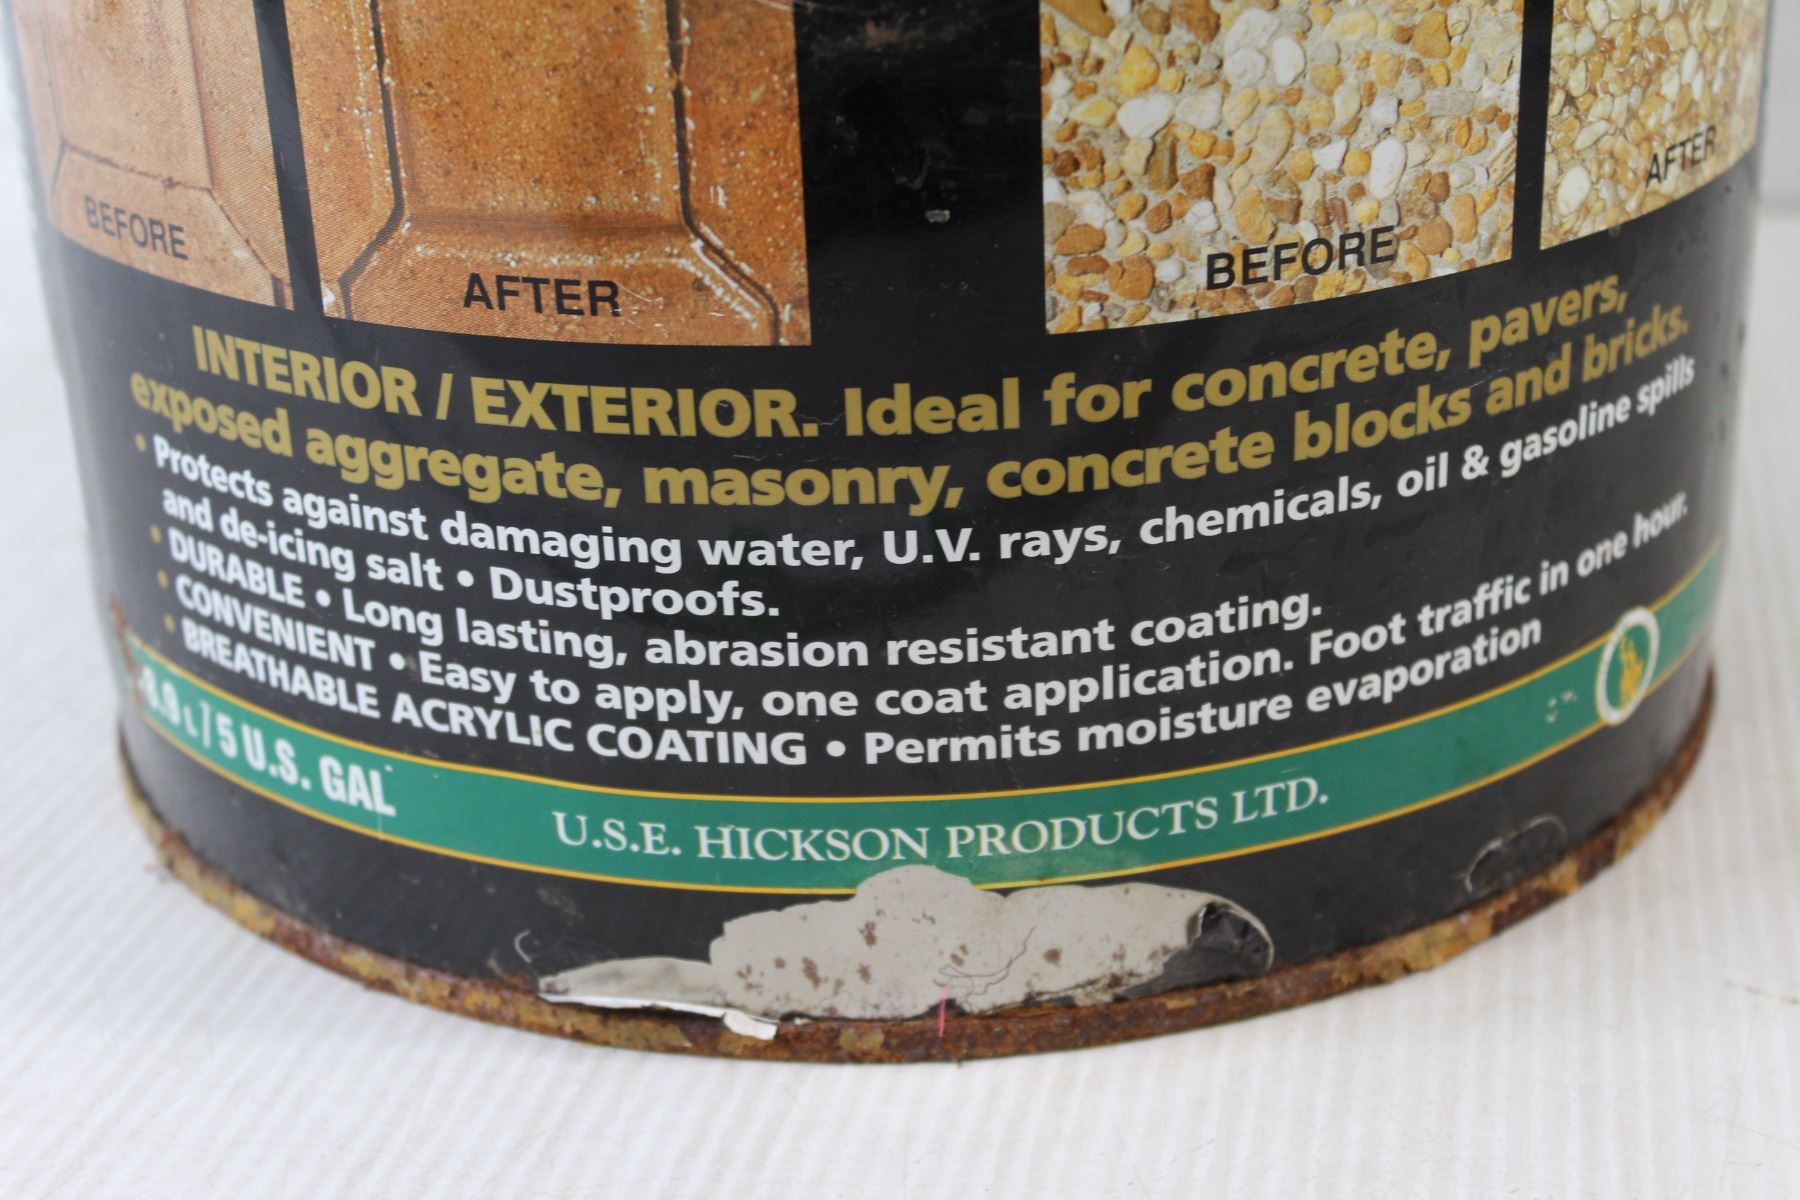 BEFORE
AFTER
BEFORE
AFTER
INTERIOR / EXTERIOR. Ideal for concrete, pavers,
exposed aggregate, masonry, concrete blocks and bricks.
• Protects against damaging water, U.V. rays, chemicals, oil & gasoline spills
and de-icing salt • Dustproofs.
• DURABLE • Long lasting, abrasion resistant coating.
• CONVENIENT • Easy to apply, one coat application. Foot traffic in one hour.
• BREATHABLE ACRYLIC COATING • Permits moisture evaporation
8.9 L / 5 U.S. GAL
U.S.E. HICKSON PRODUCTS LTD.